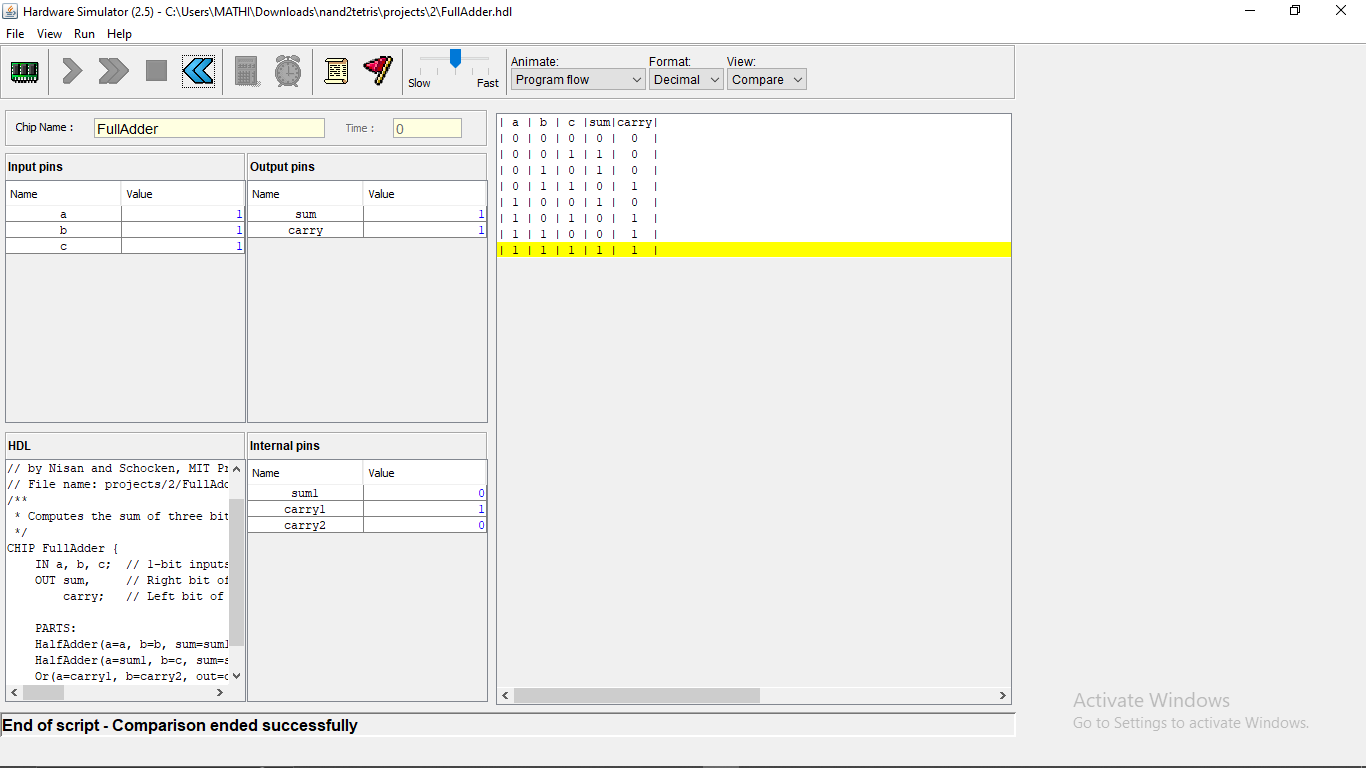 Hardware Simulator (2.5) - C:\Users\MATHI\Downloads\nand2tetris\projects\2\FullAdder.hdl
File View Run Help
Slow Fast
Animate: Format: View:
Program flow Decimal Compare
Chip Name : FullAdder Time : 0
Input pins
Name Value
a 1
b 1
c 1
Output pins
Name Value
sum 1
carry 1
HDL
// by Nisan and Schocken, MIT Pr
// File name: projects/2/FullAdd
/**
* Computes the sum of three bit
*/
CHIP FullAdder {
IN a, b, c; // 1-bit inputs
OUT sum, // Right bit of
carry; // Left bit of
PARTS:
HalfAdder(a=a, b=b, sum=sum1
HalfAdder(a=sum1, b=c, sum=s
Or(a=carry1, b=carry2, out=c
Internal pins
Name Value
sum1 0
carry1 1
carry2 0
| a | b | c |sum|carry|
| 0 | 0 | 0 | 0 | 0 |
| 0 | 0 | 1 | 1 | 0 |
| 0 | 1 | 0 | 1 | 0 |
| 0 | 1 | 1 | 0 | 1 |
| 1 | 0 | 0 | 1 | 0 |
| 1 | 0 | 1 | 0 | 1 |
| 1 | 1 | 0 | 0 | 1 |
| 1 | 1 | 1 | 1 | 1 |
End of script - Comparison ended successfully
Activate Windows
Go to Settings to activate Windows.